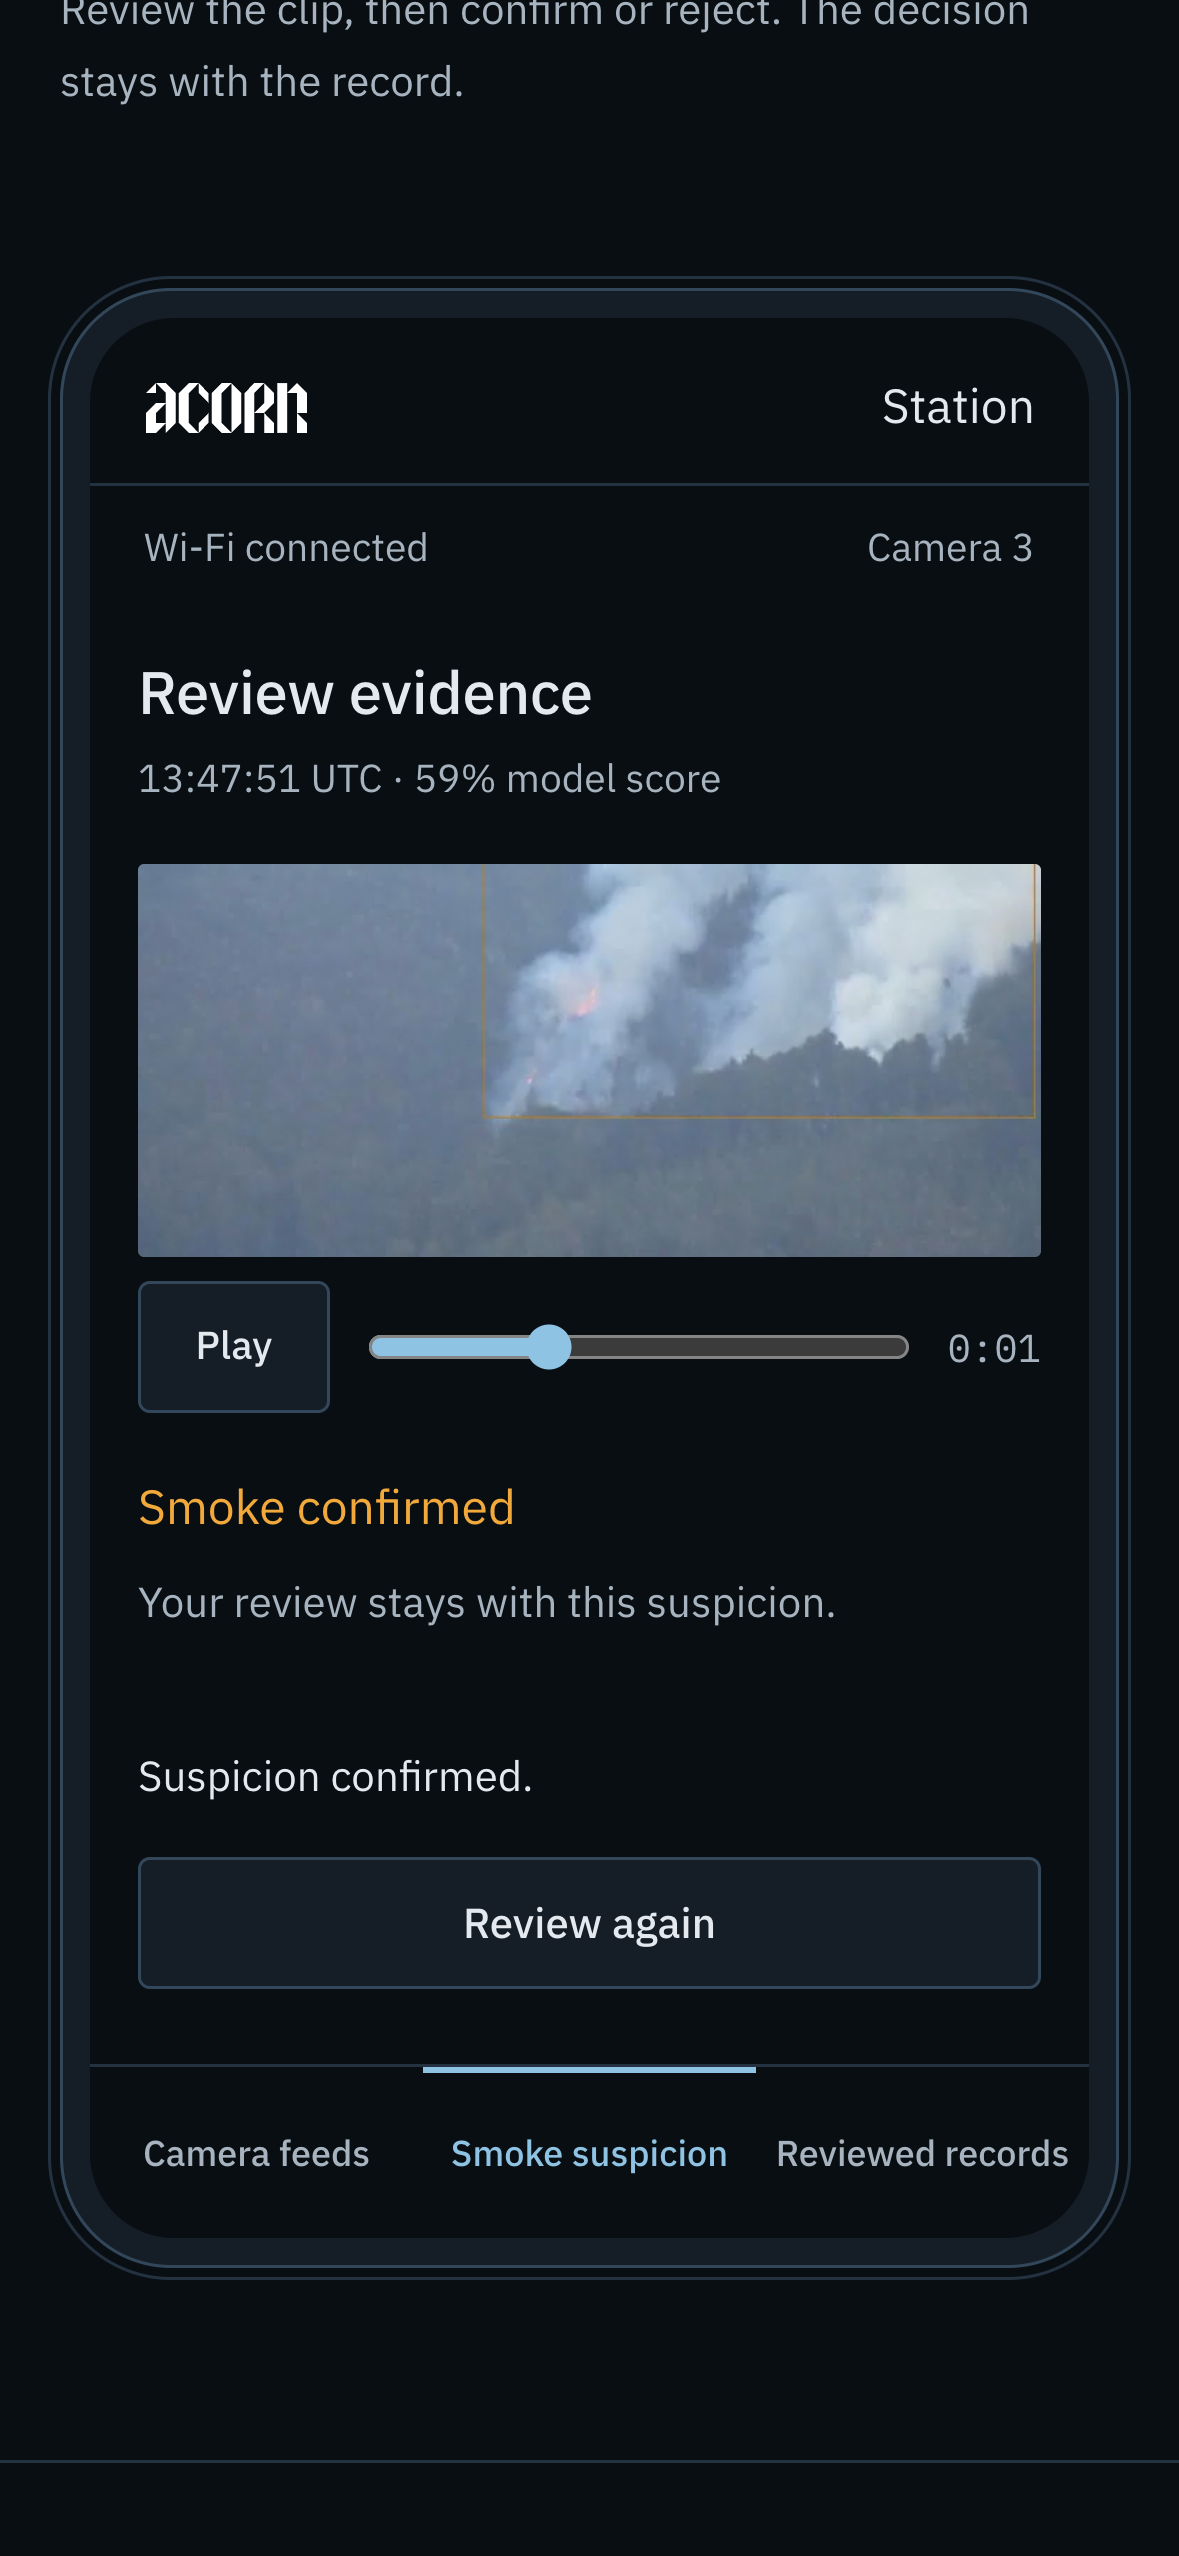 Review the clip, then confirm or reject. The decision
stays with the record.
acorn
Station
Wi-Fi connected
Camera 3
Review evidence
13:47:51 UTC · 59% model score
Play
0:01
Smoke confirmed
Your review stays with this suspicion.
Suspicion confirmed.
Review again
Camera feeds
Smoke suspicion
Reviewed records